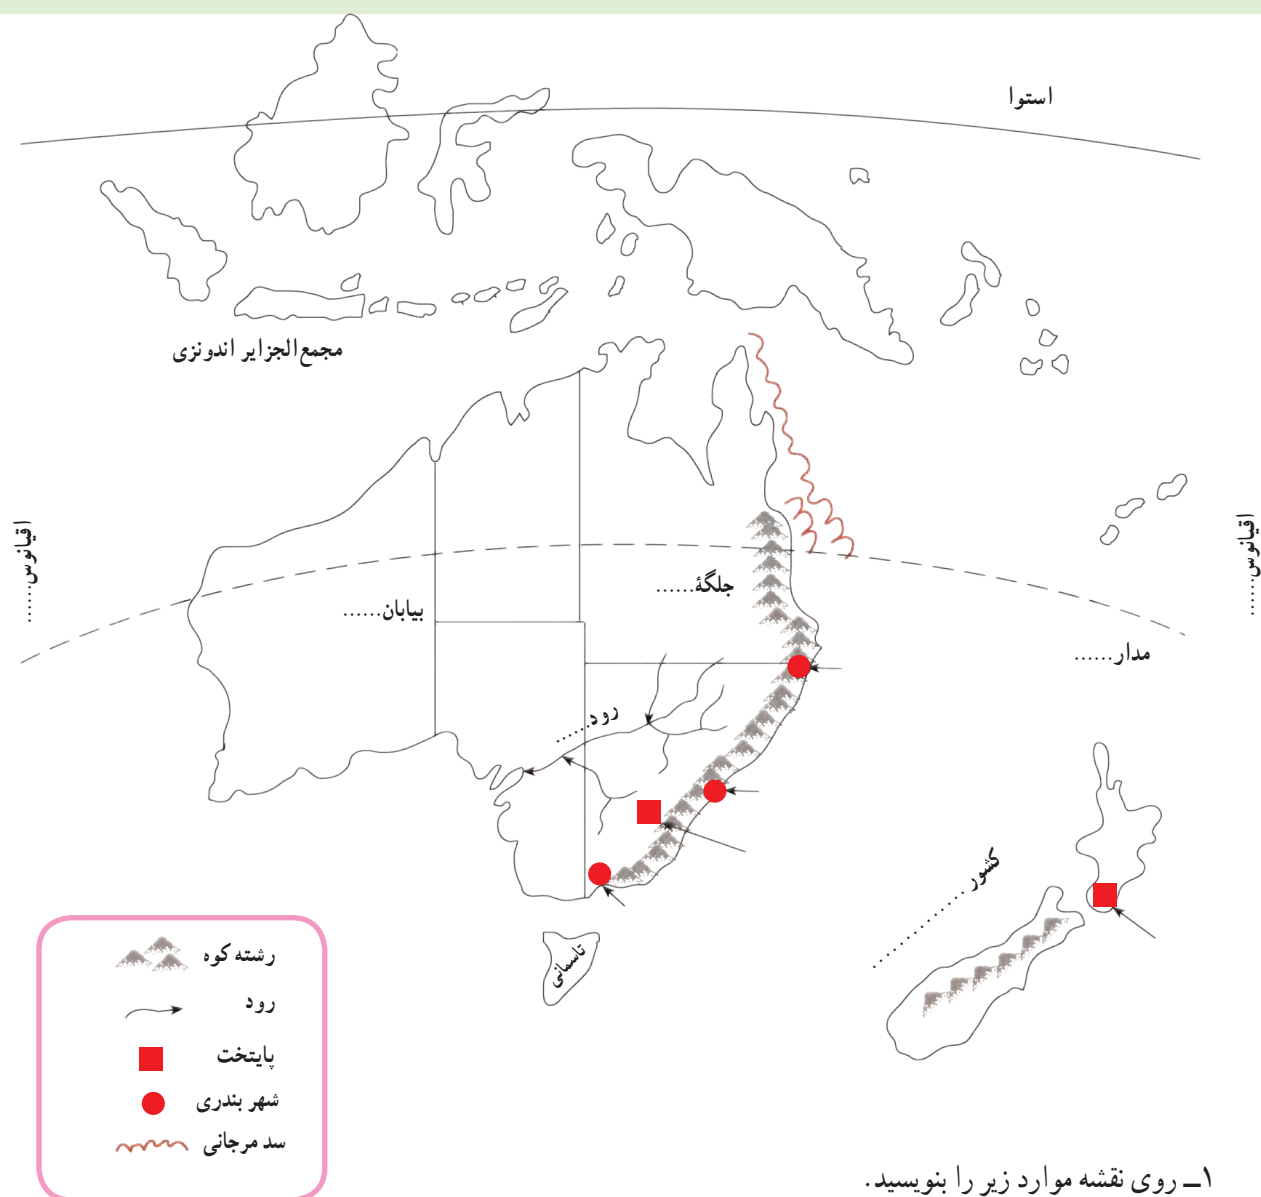 استوا
مجمع‌الجزایر اندونزی
اقیانوس......
اقیانوس......
جلگهٔ......
بیابان......
مدار......
رود......
کشور ............
تاسمانی
رشته کوه
رود
پایتخت
شهر بندری
سد مرجانی
۱ــ روی نقشه موارد زیر را بنویسید.